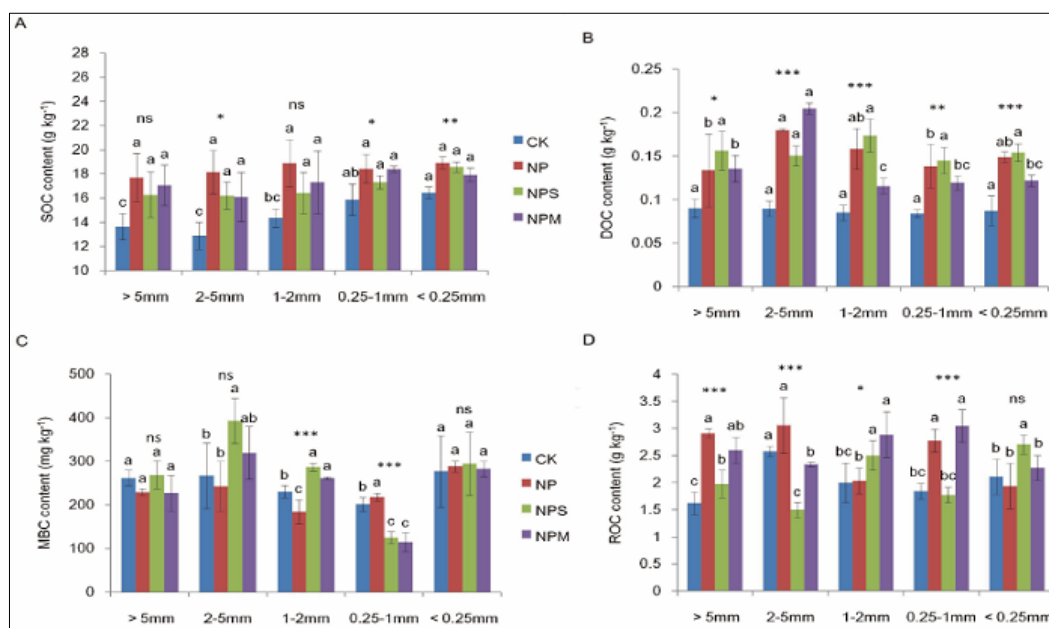 A
SOC content (g kg⁻¹)
28
26
24
22
20
18
16
14
12
10
ns
*
ns
*
**
c a a a
c a a a
bc a a a
ab a a a
a a a a
> 5mm 2-5mm 1-2mm 0.25-1mm < 0.25mm
CK
NP
NPS
NPM
B
DOC content (g kg⁻¹)
0.25
0.2
0.15
0.1
0.05
0
*
***
***
**
***
a b a b
a a a a
a ab a c
a b a bc
a ab a bc
> 5mm 2-5mm 1-2mm 0.25-1mm < 0.25mm
C
MBC content (mg kg⁻¹)
500
400
300
200
100
0
ns
ns
***
***
ns
a a a a
b b a ab
b c a a
b a c c
a a a a
> 5mm 2-5mm 1-2mm 0.25-1mm < 0.25mm
CK
NP
NPS
NPM
D
ROC content (g kg⁻¹)
4
3.5
3
2.5
2
1.5
1
0.5
0
***
***
*
***
ns
c a b ab
a a c b
bc b a a
bc a bc a
b b a b
> 5mm 2-5mm 1-2mm 0.25-1mm < 0.25mm